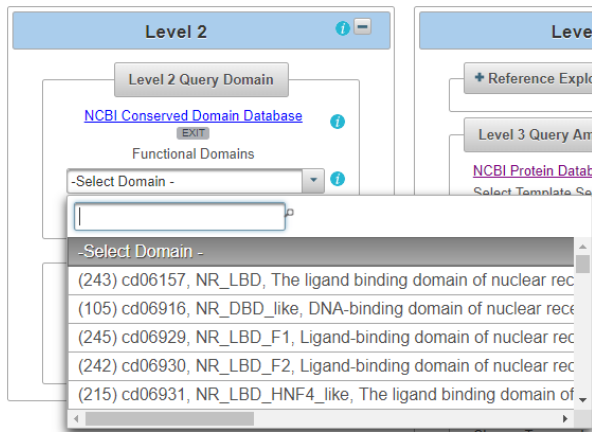 Level 2
Level 2 Query Domain
NCBI Conserved Domain Database
EXIT
Functional Domains
-Select Domain -
-Select Domain -
(243) cd06157, NR_LBD, The ligand binding domain of nuclear rec
(105) cd06916, NR_DBD_like, DNA-binding domain of nuclear rece
(245) cd06929, NR_LBD_F1, Ligand-binding domain of nuclear rec
(242) cd06930, NR_LBD_F2, Ligand-binding domain of nuclear rec
(215) cd06931, NR_LBD_HNF4_like, The ligand binding domain of
Leve
+ Reference Explo
Level 3 Query Am
NCBI Protein Datab
Select Template Se